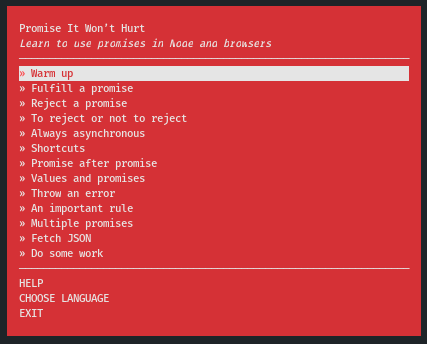 Promise It Won't Hurt
Learn to use promises in Node and browsers
» Warm up
» Fulfill a promise
» Reject a promise
» To reject or not to reject
» Always asynchronous
» Shortcuts
» Promise after promise
» Values and promises
» Throw an error
» An important rule
» Multiple promises
» Fetch JSON
» Do some work
HELP
CHOOSE LANGUAGE
EXIT